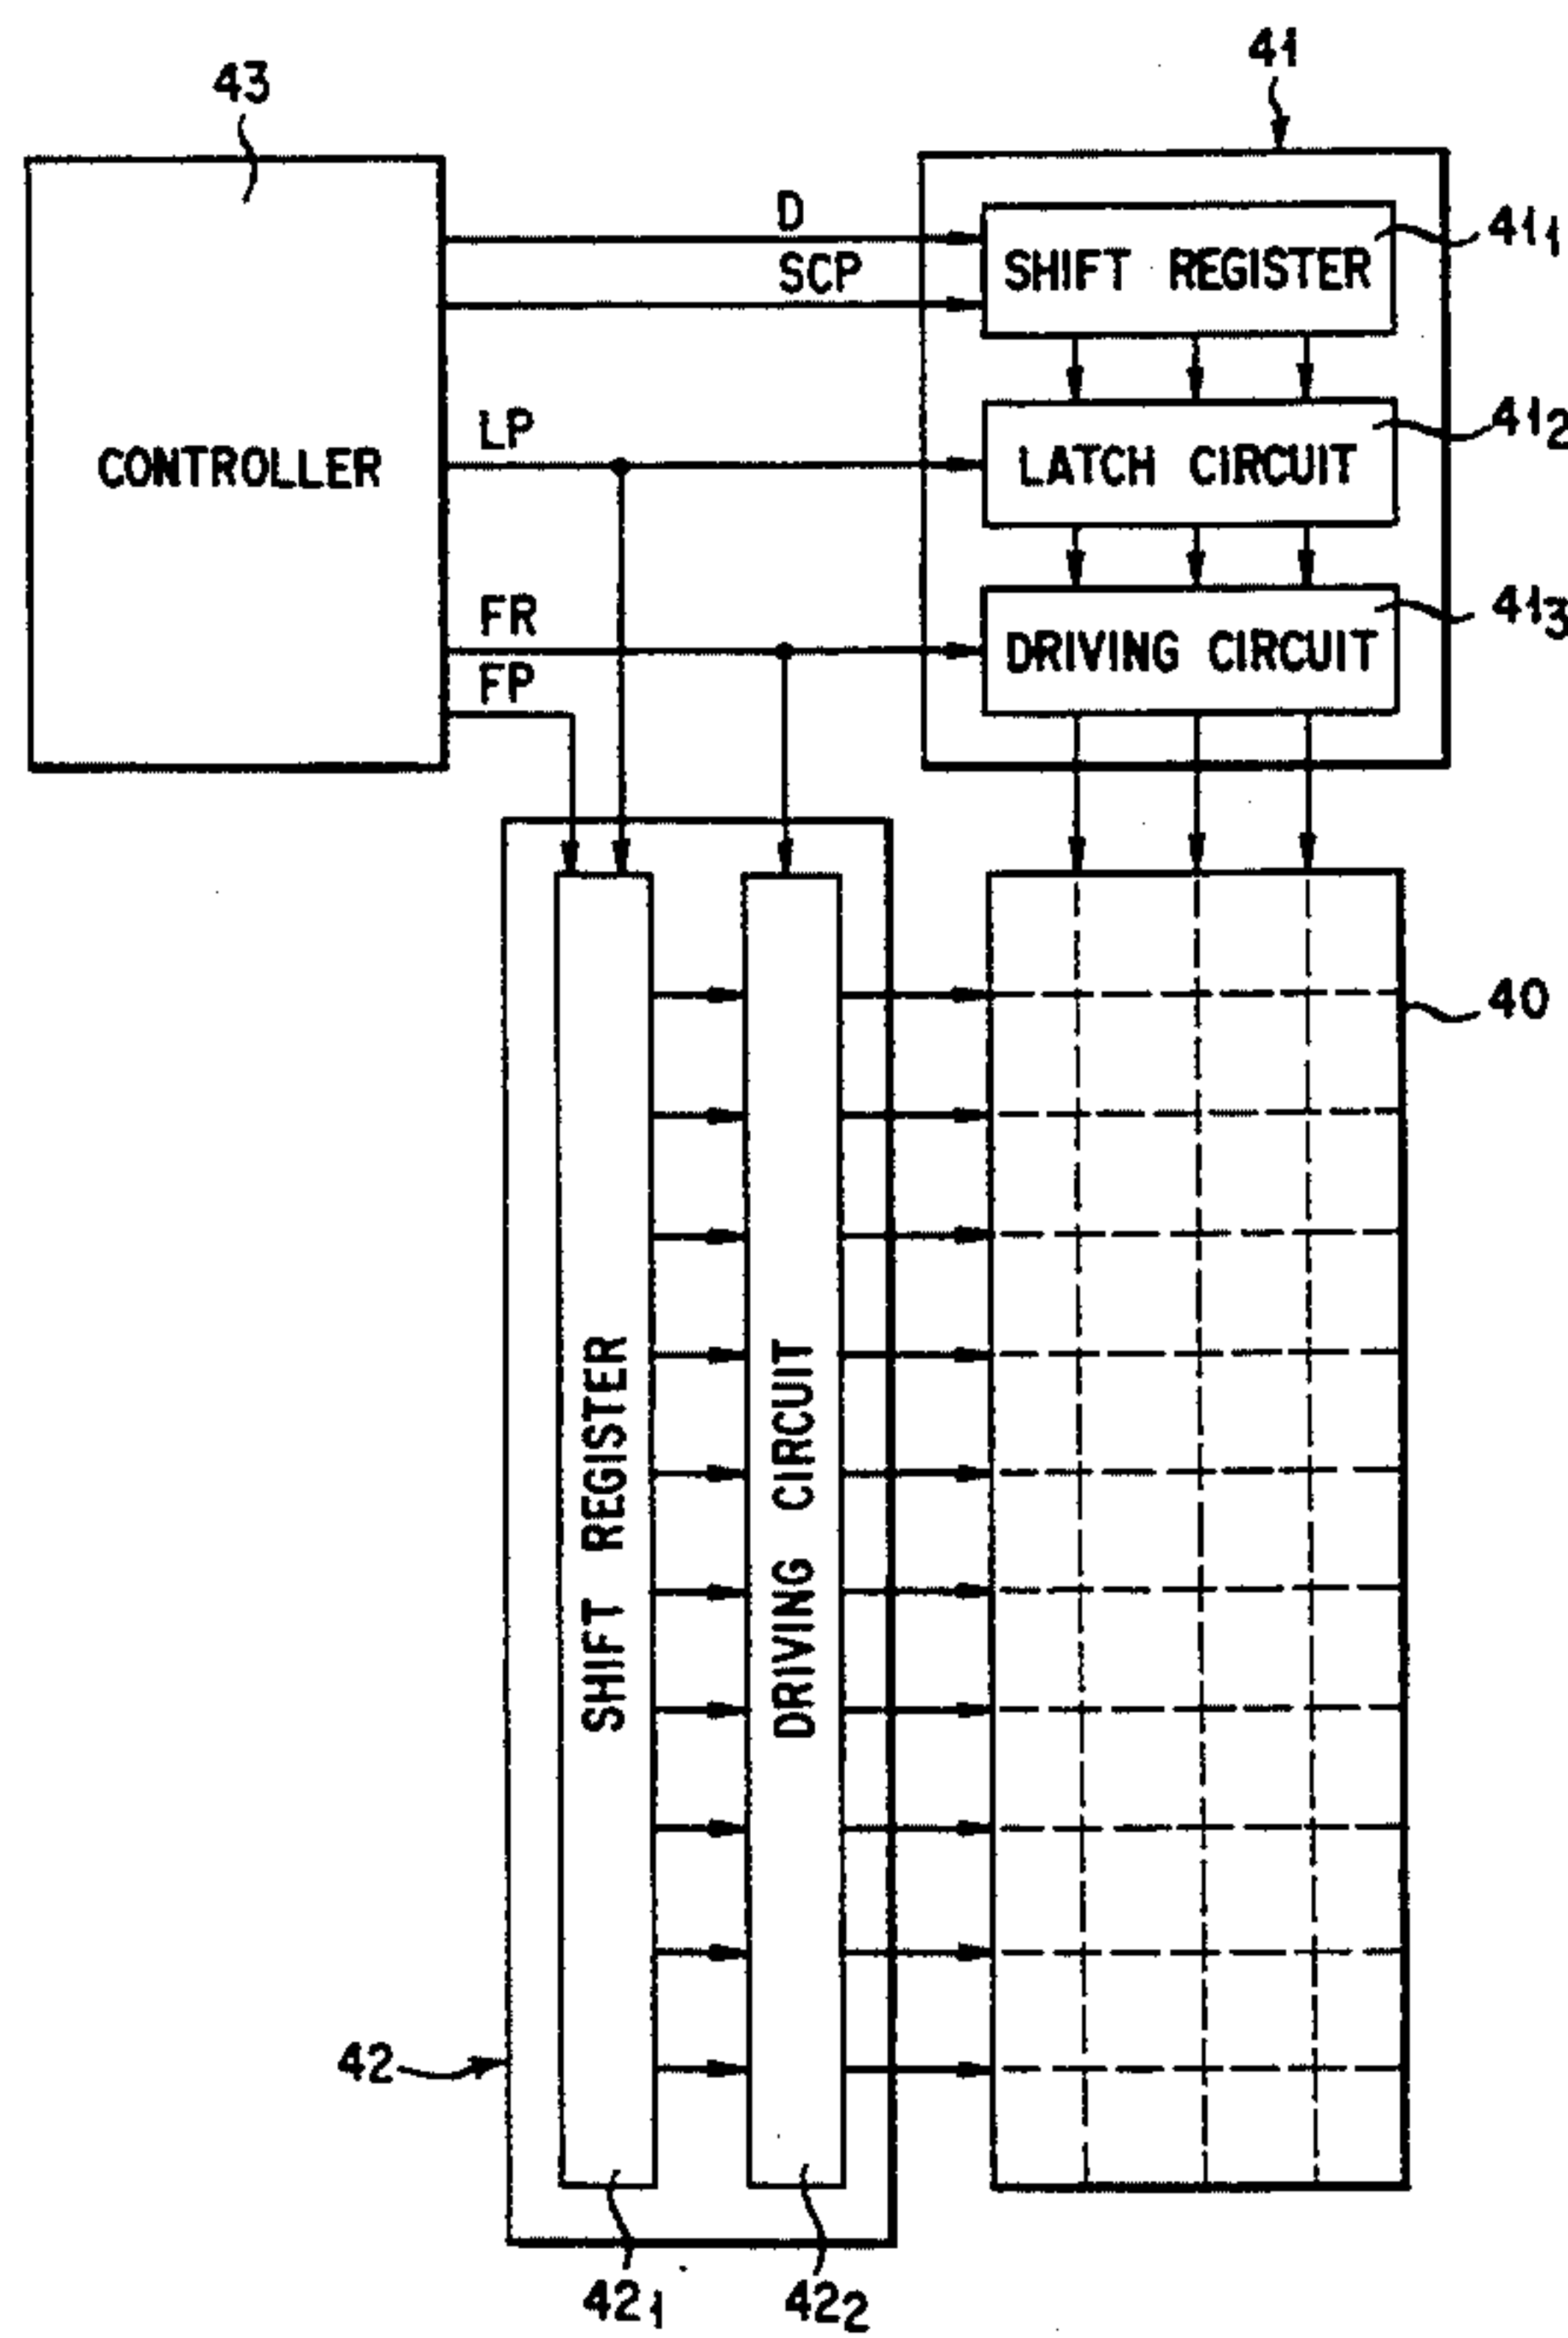 43
41
D
SCP
SHIFT REGISTER
41₁
CONTROLLER
LP
LATCH CIRCUIT
41₂
FR
FP
DRIVING CIRCUIT
41₃
40
SHIFT REGISTER
DRIVING CIRCUIT
42
42₁
42₂